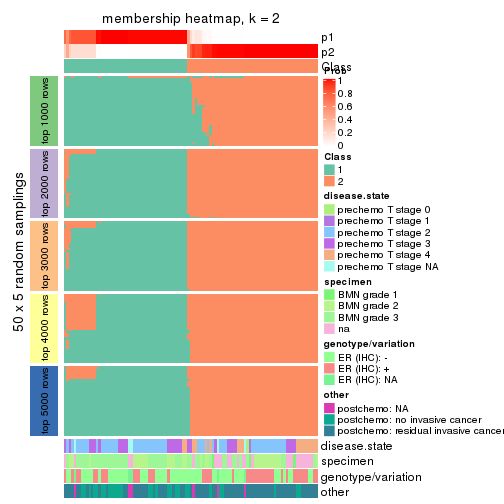 membership heatmap, k = 2
p1
p2
Class
Prob
1
0.8
0.6
0.4
0.2
0
Class
1
2
disease.state
prechemo T stage 0
prechemo T stage 1
prechemo T stage 2
prechemo T stage 3
prechemo T stage 4
prechemo T stage NA
specimen
BMN grade 1
BMN grade 2
BMN grade 3
na
genotype/variation
ER (IHC): -
ER (IHC): +
ER (IHC): NA
other
postchemo: NA
postchemo: no invasive cancer
postchemo: residual invasive cancer
50 x 5 random samplings
top 1000 rows
top 2000 rows
top 3000 rows
top 4000 rows
top 5000 rows
disease.state
specimen
genotype/variation
other